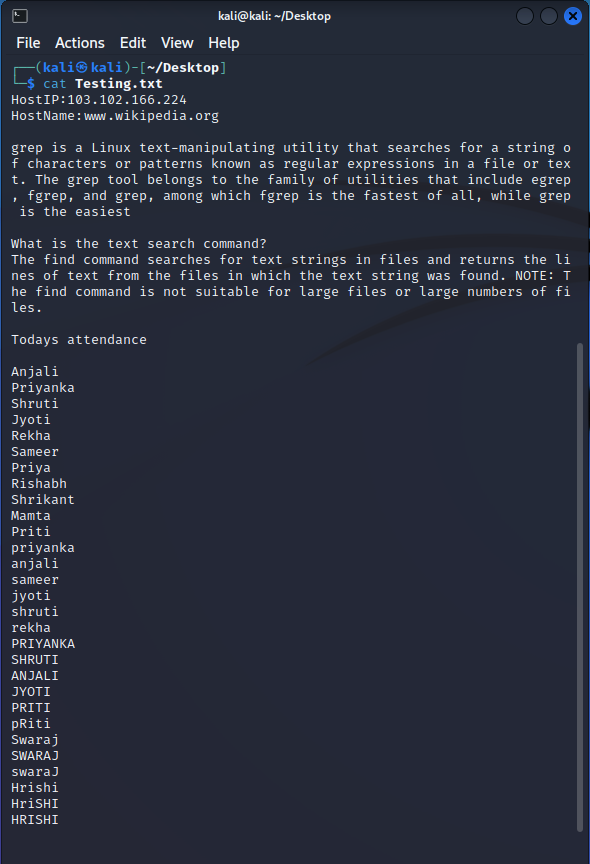 kali@kali: ~/Desktop
File Actions Edit View Help
┌──(kali㉿kali)-[~/Desktop]
└─$ cat Testing.txt
HostIP:103.102.166.224
HostName:www.wikipedia.org
grep is a Linux text-manipulating utility that searches for a string o
f characters or patterns known as regular expressions in a file or tex
t. The grep tool belongs to the family of utilities that include egrep
, fgrep, and grep, among which fgrep is the fastest of all, while grep
 is the easiest
What is the text search command?
The find command searches for text strings in files and returns the li
nes of text from the files in which the text string was found. NOTE: T
he find command is not suitable for large files or large numbers of fi
les.
Todays attendance
Anjali
Priyanka
Shruti
Jyoti
Rekha
Sameer
Priya
Rishabh
Shrikant
Mamta
Priti
priyanka
anjali
sameer
jyoti
shruti
rekha
PRIYANKA
SHRUTI
ANJALI
JYOTI
PRITI
pRiti
Swaraj
SWARAJ
swaraJ
Hrishi
HriSHI
HRISHI